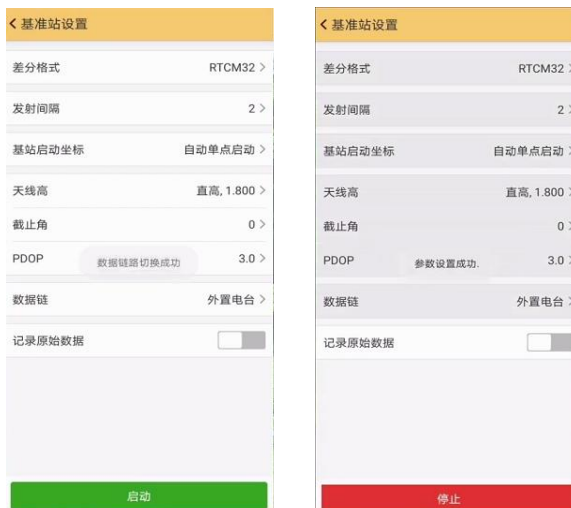 基准站设置
差分格式 RTCM32
发射间隔 2
基站启动坐标 自动单点启动
天线高 直高, 1.800
截止角 0
PDOP 3.0
数据链路切换成功
数据链 外置电台
记录原始数据
启动
基准站设置
差分格式 RTCM32
发射间隔 2
基站启动坐标 自动单点启动
天线高 直高, 1.800
截止角 0
PDOP 3.0
参数设置成功.
数据链 外置电台
记录原始数据
停止